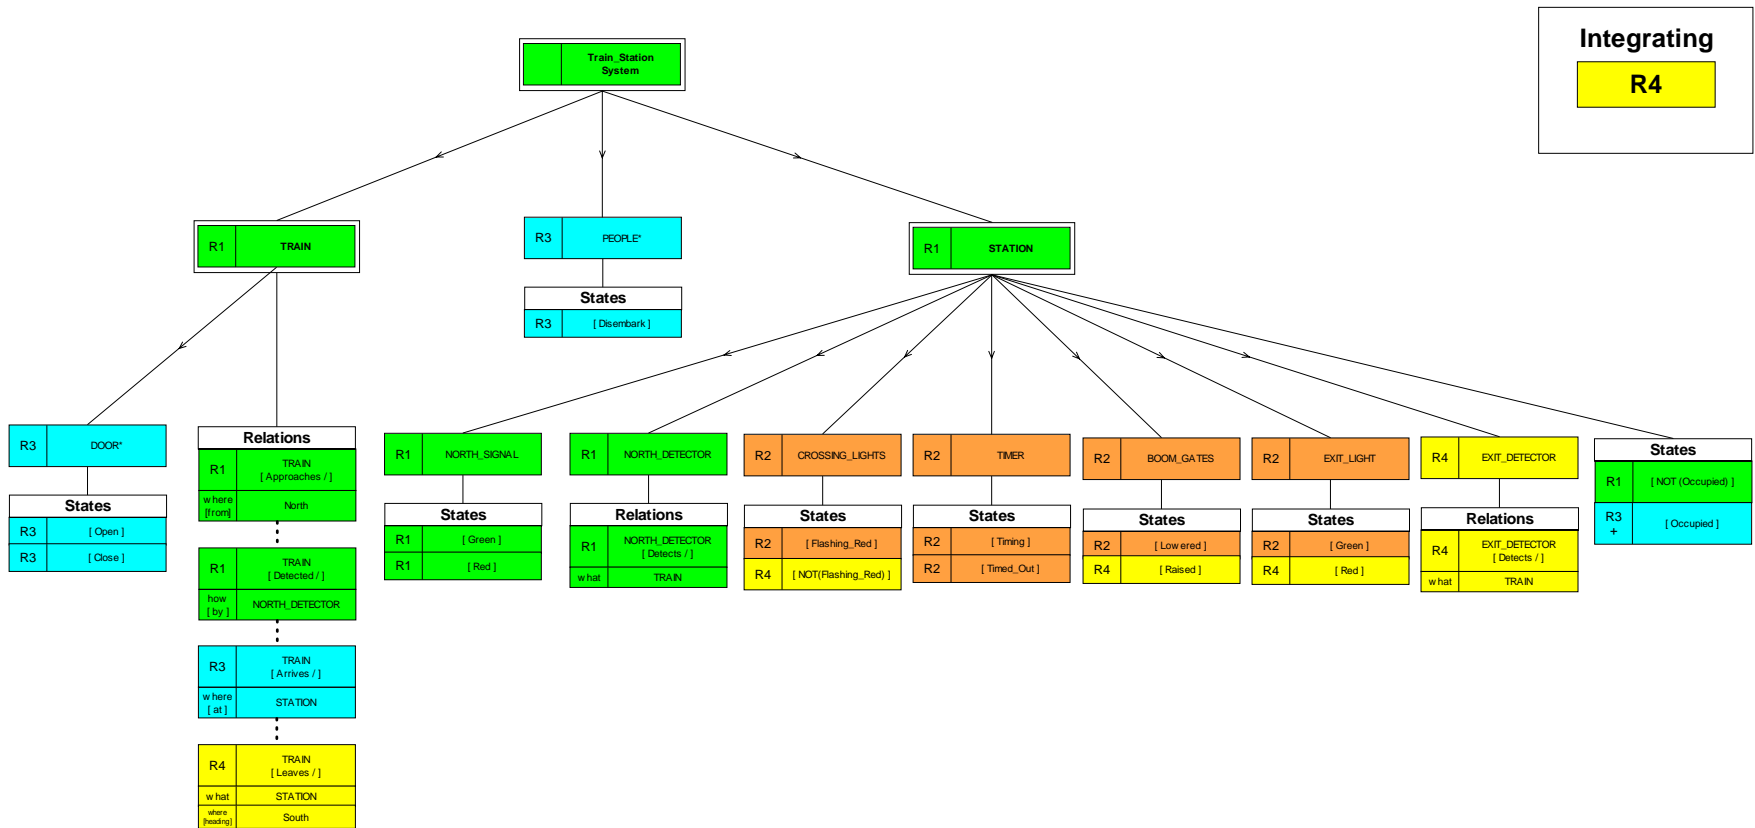 Integrating
R4
Train_Station
System
R1
TRAIN
R3
PEOPLE*
States
R3
[ Disembark ]
R1
STATION
R3
DOOR*
States
R3
[ Open ]
R3
[ Close ]
Relations
R1
TRAIN
[ Approaches / ]
where
[from]
North
R1
TRAIN
[ Detected / ]
how
[ by ]
NORTH_DETECTOR
R3
TRAIN
[ Arrives / ]
where
[ at ]
STATION
R4
TRAIN
[ Leaves / ]
what
STATION
where
[heading]
South
R1
NORTH_SIGNAL
States
R1
[ Green ]
R1
[ Red ]
R1
NORTH_DETECTOR
Relations
R1
NORTH_DETECTOR
[ Detects / ]
what
TRAIN
R2
CROSSING_LIGHTS
States
R2
[ Flashing_Red ]
R4
[ NOT(Flashing_Red) ]
R2
TIMER
States
R2
[ Timing ]
R2
[ Timed_Out ]
R2
BOOM_GATES
States
R2
[ Lowered ]
R4
[ Raised ]
R2
EXIT_LIGHT
States
R2
[ Green ]
R4
[ Red ]
R4
EXIT_DETECTOR
Relations
R4
EXIT_DETECTOR
[ Detects / ]
what
TRAIN
States
R1
[ NOT (Occupied) ]
R3
+
[ Occupied ]